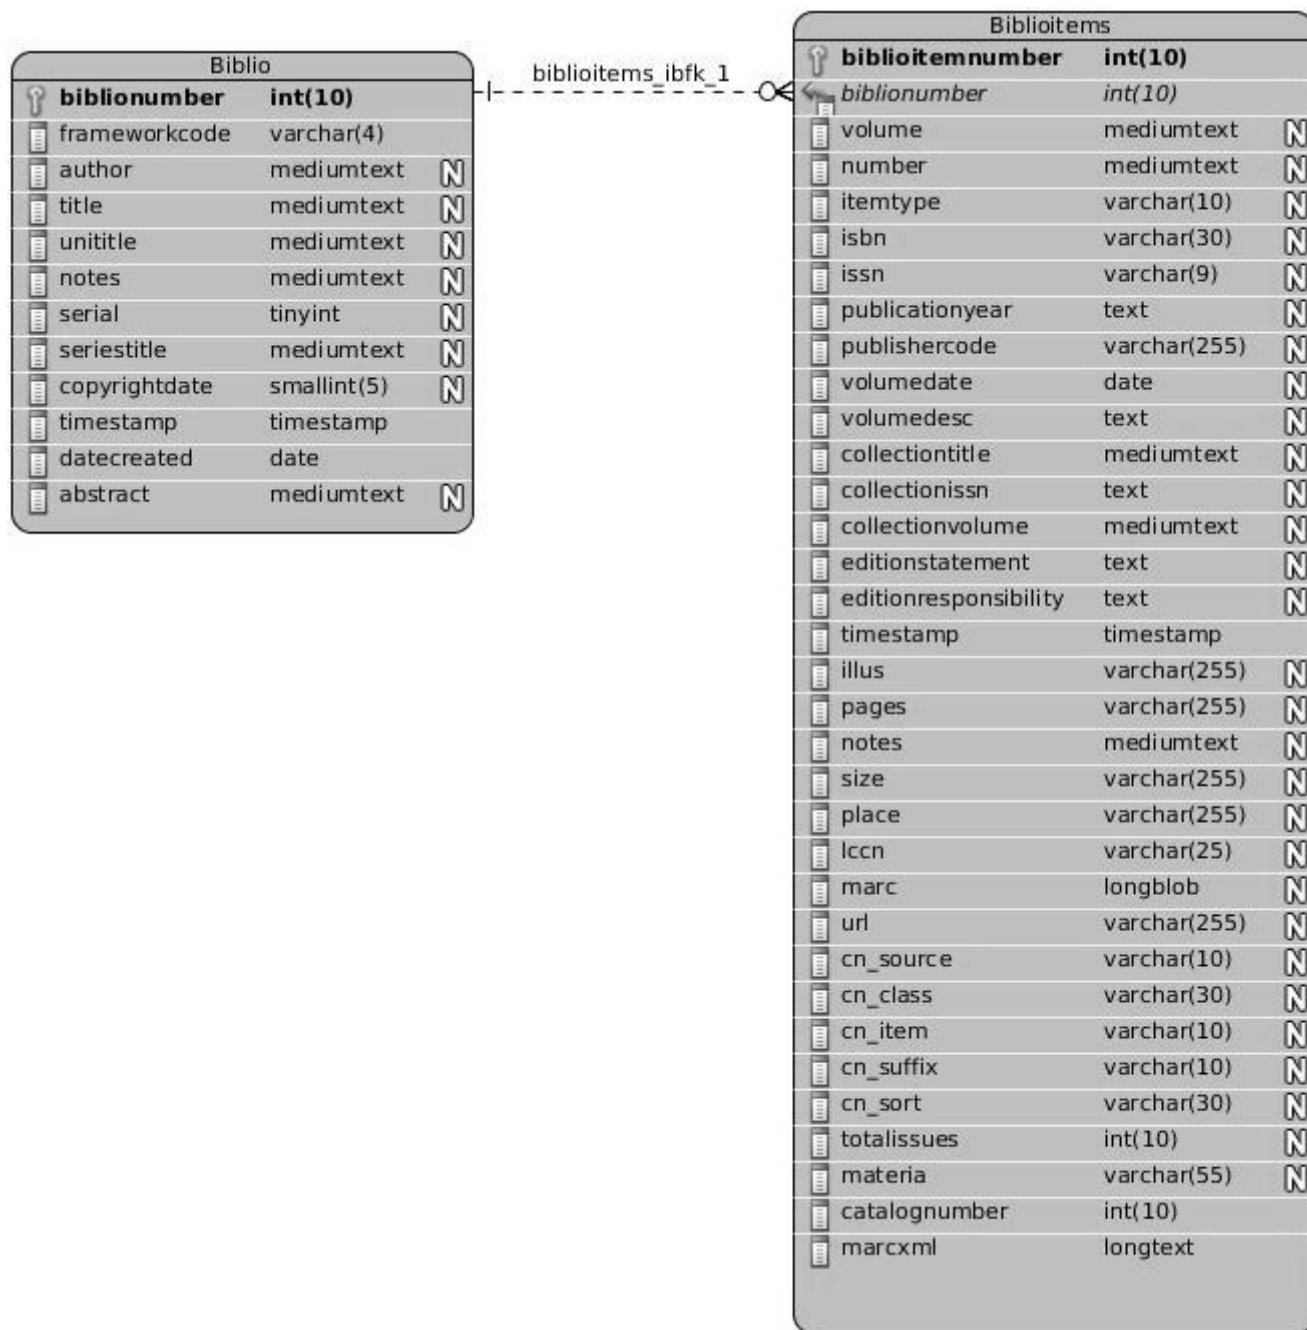 Biblio
biblionumber int(10)
frameworkcode varchar(4)
author mediumtext N
title mediumtext N
unititle mediumtext N
notes mediumtext N
serial tinyint N
seriestitle mediumtext N
copyrightdate smallint(5) N
timestamp timestamp
datecreated date
abstract mediumtext N
biblioitems_ibfk_1
Biblioitems
biblioitemnumber int(10)
biblionumber int(10)
volume mediumtext N
number mediumtext N
itemtype varchar(10) N
isbn varchar(30) N
issn varchar(9) N
publicationyear text N
publishercode varchar(255) N
volumedate date N
volumedesc text N
collectiontitle mediumtext N
collectionissn text N
collectionvolume mediumtext N
editionstatement text N
editionresponsibility text N
timestamp timestamp
illus varchar(255) N
pages varchar(255) N
notes mediumtext N
size varchar(255) N
place varchar(255) N
lccn varchar(25) N
marc longblob N
url varchar(255) N
cn_source varchar(10) N
cn_class varchar(30) N
cn_item varchar(10) N
cn_suffix varchar(10) N
cn_sort varchar(30) N
totalissues int(10) N
materia varchar(55) N
catalognumber int(10)
marcxml longtext